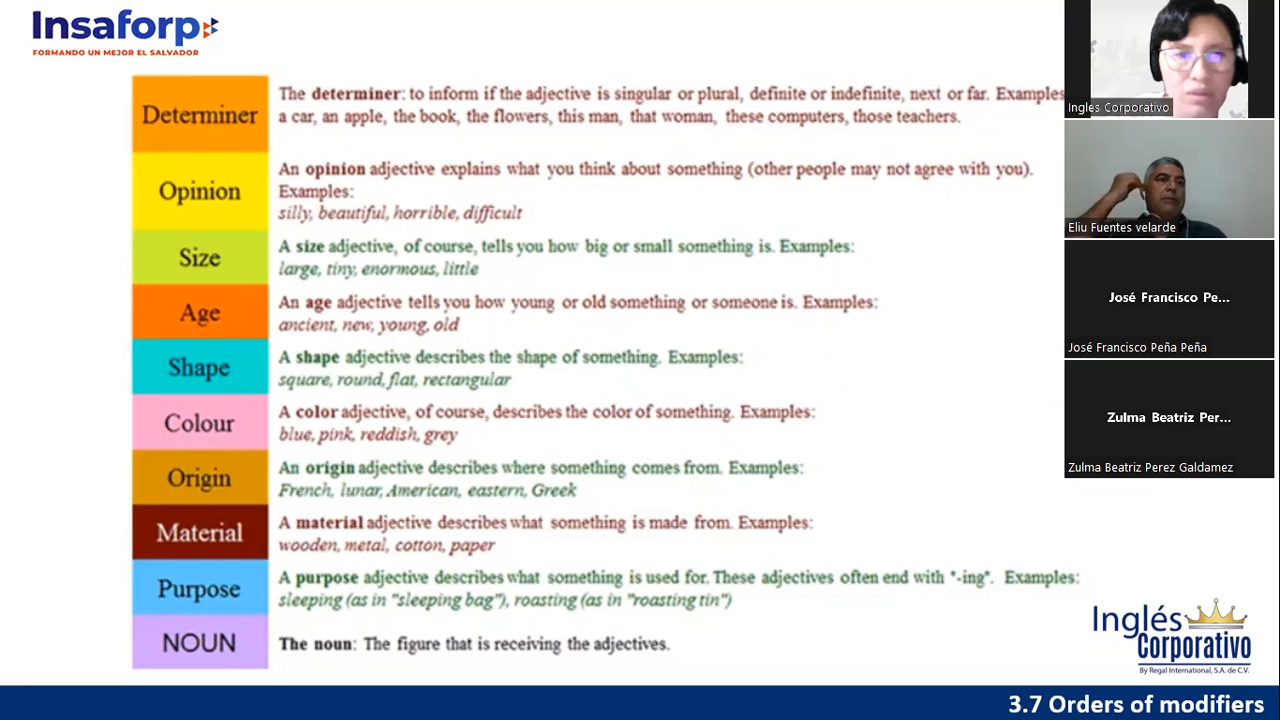 Insaforp
FORMANDO UN MEJOR EL SALVADOR
Determiner
The determiner: to inform if the adjective is singular or plural, definite or indefinite, next or far. Examples
a car, an apple, the book, the flowers, this man, that woman, these computers, those teachers.
Opinion
An opinion adjective explains what you think about something (other people may not agree with you).
Examples:
silly, beautiful, horrible, difficult
Size
A size adjective, of course, tells you how big or small something is. Examples:
large, tiny, enormous, little
Age
An age adjective tells you how young or old something or someone is. Examples:
ancient, new, young, old
Shape
A shape adjective describes the shape of something. Examples:
square, round, flat, rectangular
Colour
A color adjective, of course, describes the color of something. Examples:
blue, pink, reddish, grey
Origin
An origin adjective describes where something comes from. Examples:
French, lunar, American, eastern, Greek
Material
A material adjective describes what something is made from. Examples:
wooden, metal, cotton, paper
Purpose
A purpose adjective describes what something is used for. These adjectives often end with "-ing". Examples:
sleeping (as in "sleeping bag"), roasting (as in "roasting tin")
NOUN
The noun: The figure that is receiving the adjectives.
Ingles Corporativo
Eliu Fuentes velarde
José Francisco Pe...
José Francisco Peña Peña
Zulma Beatriz Per...
Zulma Beatriz Perez Galdamez
Inglés
Corporativo
By Regal International, S.A. de C.V.
3.7 Orders of modifiers